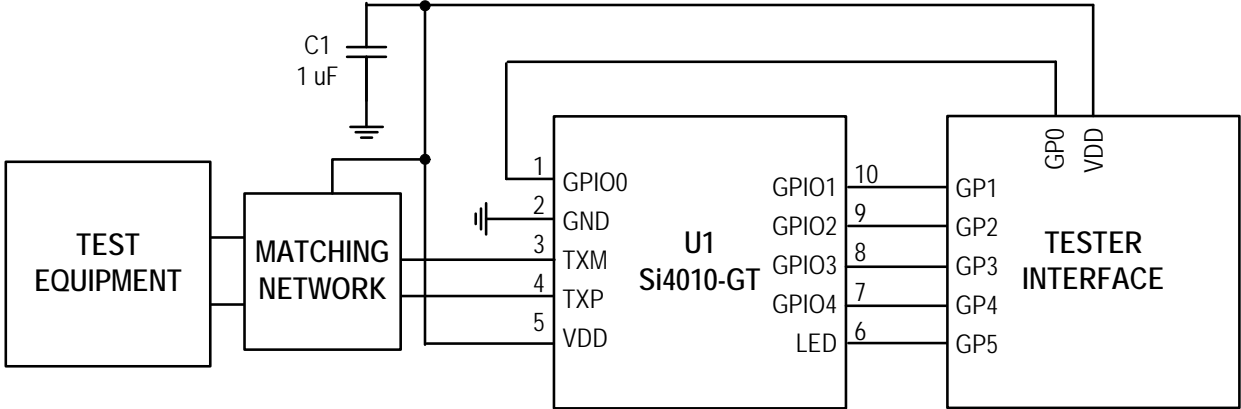 C1
1 uF
TEST
EQUIPMENT
MATCHING
NETWORK
1
GPIO0
2
GND
3
TXM
4
TXP
5
VDD
U1
Si4010-GT
GPIO1
10
GPIO2
9
GPIO3
8
GPIO4
7
LED
6
GP0
VDD
GP1
GP2
GP3
GP4
GP5
TESTER
INTERFACE